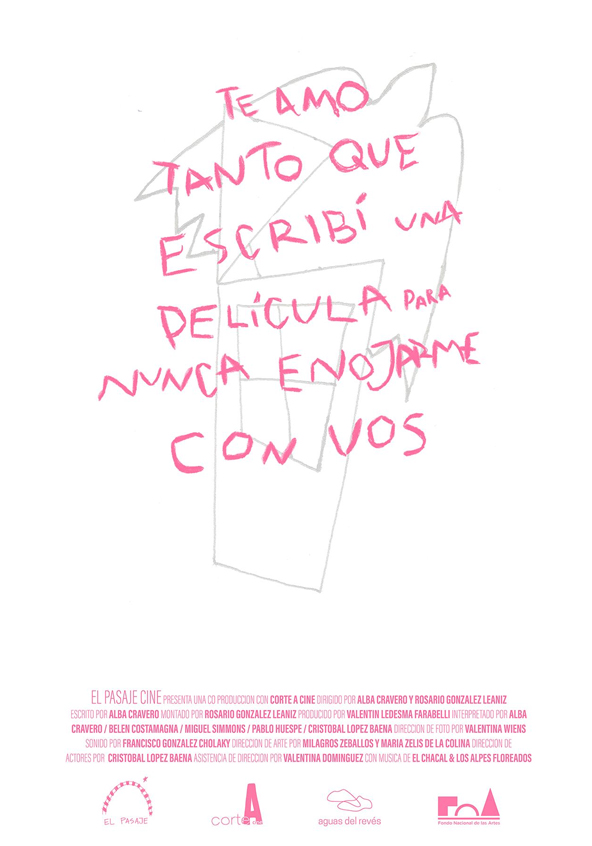 TE AMO
TANTO QUE
ESCRIBÍ UNA
PELÍCULA PARA
NUNCA ENOJARME
CON VOS
EL PASAJE CINE PRESENTA UNA CO PRODUCCION CON CORTE A CINE DIRIGIDO POR ALBA CRAVERO Y ROSARIO GONZALEZ LEANIZ
ESCRITO POR ALBA CRAVERO MONTADO POR ROSARIO GONZALEZ LEANIZ PRODUCIDO POR VALENTIN LEDESMA FARABELLI INTERPRETADO POR ALBA
CRAVERO / BELEN COSTAMAGNA / MIGUEL SIMMONS / PABLO HUESPE / CRISTOBAL LOPEZ BAENA DIRECCION DE FOTO POR VALENTINA WIENS
SONIDO POR FRANCISCO GONZALEZ CHOLAKY DIRECCION DE ARTE POR MILAGROS ZEBALLOS Y MARIA ZELIS DE LA COLINA DIRECCION DE
ACTORES POR CRISTOBAL LOPEZ BAENA ASISTENCIA DE DIRECCION POR VALENTINA DOMINGUEZ CON MUSICA DE EL CHACAL & LOS ALPES FLOREADOS
EL PASAJE
corte A cine
aguas del revés
FnA
Fondo Nacional de las Artes